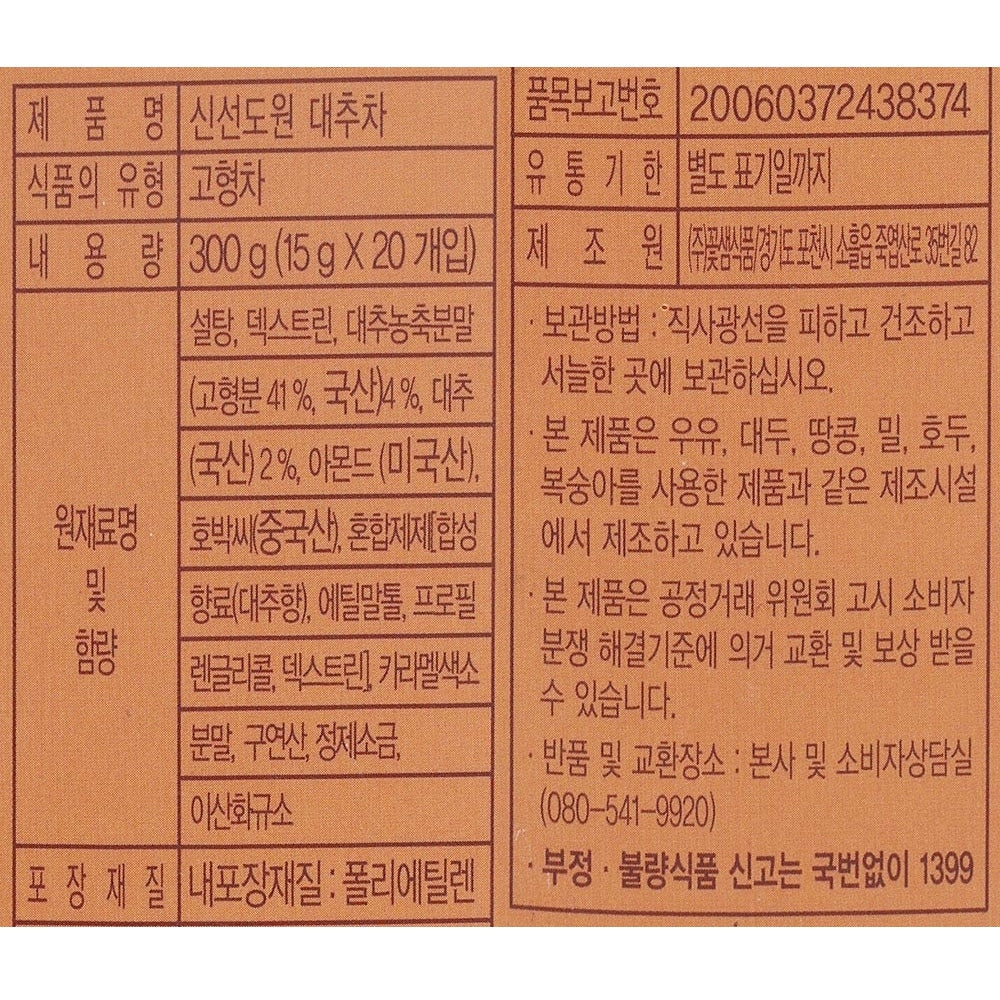 제 품 명 신선도원 대추차
식품의 유형 고형차
내 용 량 300 g (15 g X 20 개입)
원재료명
및
함량
설탕, 덱스트린, 대추농축분말
(고형분 41 %, 국산)4 %, 대추
(국산) 2 %, 아몬드 (미국산),
호박씨(중국산), 혼합제제[합성
향료(대추향), 에틸말톨, 프로필
렌글리콜, 덱스트린], 카라멜색소
분말, 구연산, 정제소금,
이산화규소
포 장 재 질 내포장재질 : 폴리에틸렌
품목보고번호 20060372438374
유 통 기 한 별도 표기일까지
제 조 원 (주)꽃샘식품/경기도 포천시 소흘읍 죽엽산로 35번길 82
· 보관방법 : 직사광선을 피하고 건조하고
서늘한 곳에 보관하십시오.
· 본 제품은 우유, 대두, 땅콩, 밀, 호두,
복숭아를 사용한 제품과 같은 제조시설
에서 제조하고 있습니다.
· 본 제품은 공정거래 위원회 고시 소비자
분쟁 해결기준에 의거 교환 및 보상 받을
수 있습니다.
· 반품 및 교환장소 : 본사 및 소비자상담실
(080-541-9920)
· 부정 · 불량식품 신고는 국번없이 1399